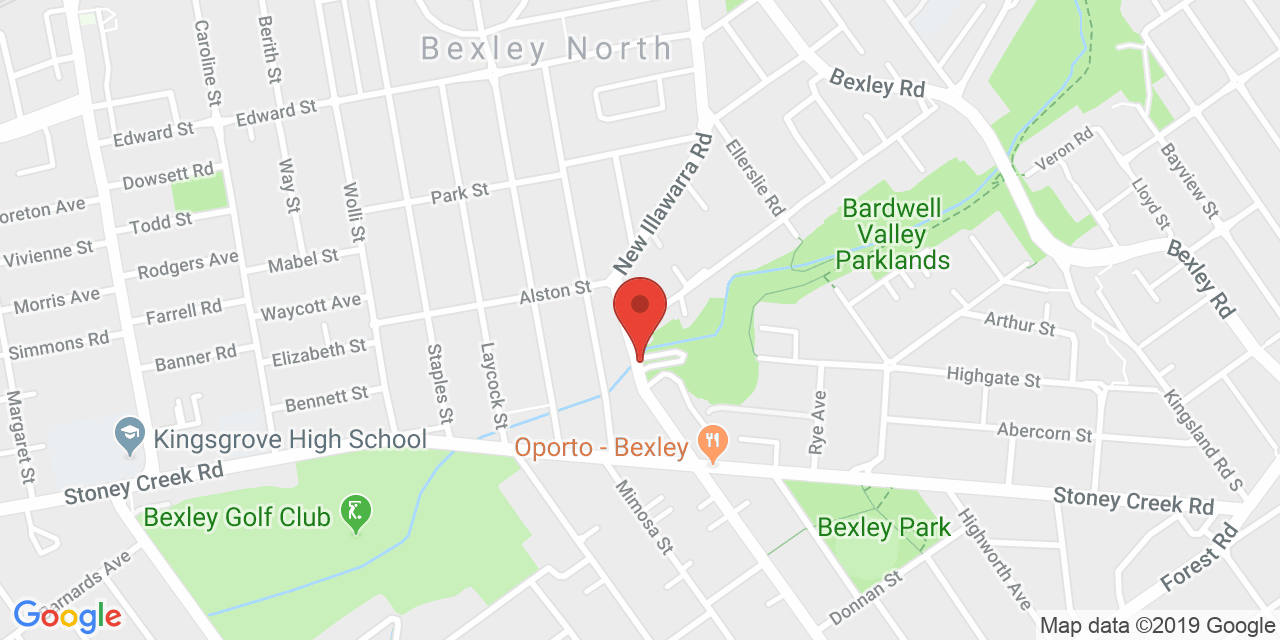 Bexley North
Caroline St
Berith St
Bexley Rd
Edward St
Edward St
New Illawarra Rd
Ellerslie Rd
Veron Rd
Bayview St
Dowsett Rd
Way St
Wolli St
Park St
Lloyd St
oreton Ave
Todd St
Bardwell
Valley
Parklands
Vivienne St
Rodgers Ave
Mabel St
Bexley Rd
Morris Ave
Farrell Rd
Waycott Ave
Alston St
Arthur St
Simmons Rd
Banner Rd
Elizabeth St
Staples St
Laycock St
Highgate St
Kingsland Rd S
Margaret St
Bennett St
Rye Ave
Abercorn St
Kingsgrove High School
Oporto - Bexley
Stoney Creek Rd
Stoney Creek Rd
Bexley Golf Club
Mimosa St
Bexley Park
Highworth Ave
Forest Rd
Barnards Ave
Donnan St
Google
Map data ©2019 Google